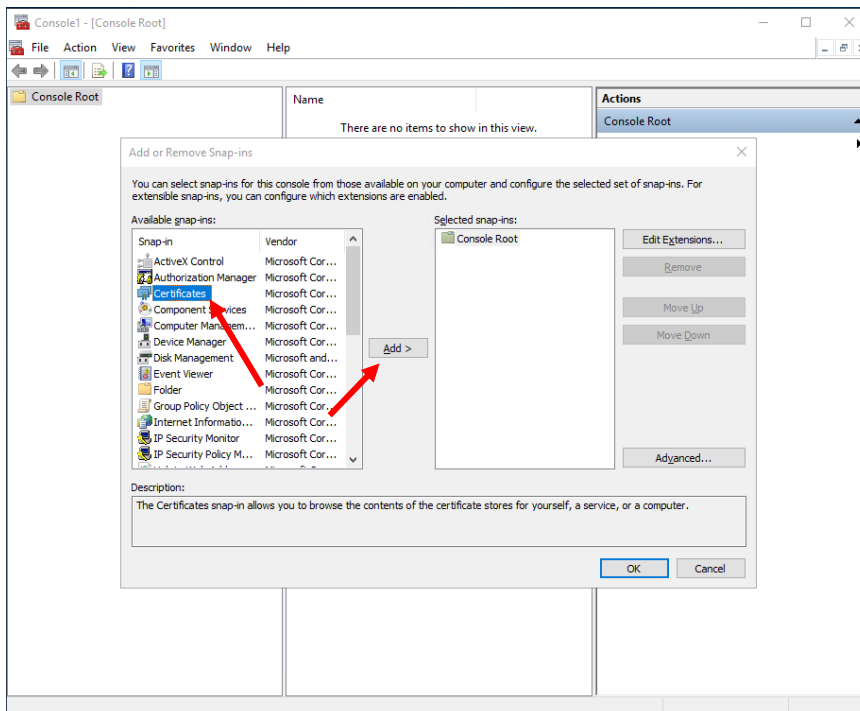 Console1 - [Console Root]
File Action View Favorites Window Help
Console Root
Name
There are no items to show in this view.
Actions
Console Root
Add or Remove Snap-ins
You can select snap-ins for this console from those available on your computer and configure the selected set of snap-ins. For
extensible snap-ins, you can configure which extensions are enabled.
Available snap-ins:
Snap-in Vendor
ActiveX Control Microsoft Cor...
Authorization Manager Microsoft Cor...
Certificates Microsoft Cor...
Component Services Microsoft Cor...
Computer Managem... Microsoft Cor...
Device Manager Microsoft Cor...
Disk Management Microsoft and...
Event Viewer Microsoft Cor...
Folder Microsoft Cor...
Group Policy Object ... Microsoft Cor...
Internet Informatio... Microsoft Cor...
IP Security Monitor Microsoft Cor...
IP Security Policy M... Microsoft Cor...
Add >
Selected snap-ins:
Console Root
Edit Extensions...
Remove
Move Up
Move Down
Advanced...
Description:
The Certificates snap-in allows you to browse the contents of the certificate stores for yourself, a service, or a computer.
OK Cancel